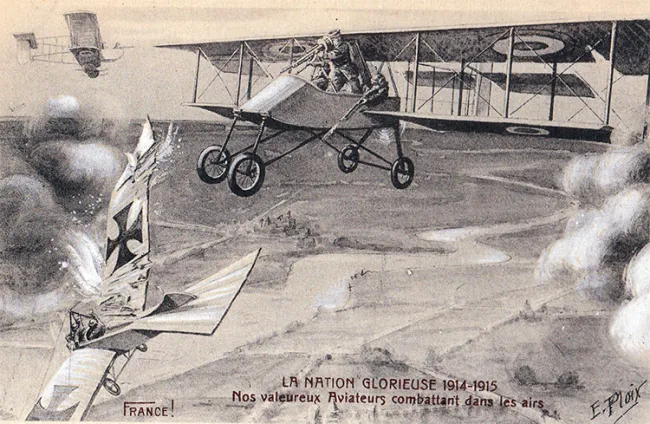 LA NATION GLORIEUSE 1914-1915
Nos valeureux Aviateurs combattant dans les airs
FRANCE!
E. Ploix